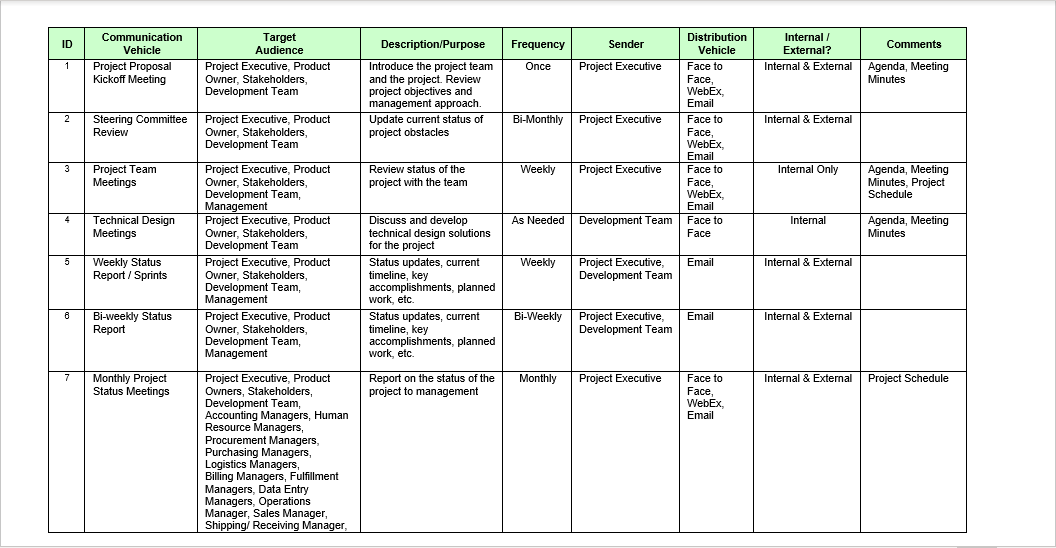 ID
Communication
Vehicle
Target
Audience
Description/Purpose
Frequency
Sender
Distribution
Vehicle
Internal /
External?
Comments
1
Project Proposal
Kickoff Meeting
Project Executive, Product
Owner, Stakeholders,
Development Team
Introduce the project team
and the project. Review
project objectives and
management approach.
Once
Project Executive
Face to
Face,
WebEx,
Email
Internal & External
Agenda, Meeting
Minutes
2
Steering Committee
Review
Project Executive, Product
Owner, Stakeholders,
Development Team
Update current status of
project obstacles
Bi-Monthly
Project Executive
Face to
Face,
WebEx,
Email
Internal & External
3
Project Team
Meetings
Project Executive, Product
Owner, Stakeholders,
Development Team,
Management
Review status of the
project with the team
Weekly
Project Executive
Face to
Face,
WebEx,
Email
Internal Only
Agenda, Meeting
Minutes, Project
Schedule
4
Technical Design
Meetings
Project Executive, Product
Owner, Stakeholders,
Development Team
Discuss and develop
technical design solutions
for the project
As Needed
Development Team
Face to
Face
Internal
Agenda, Meeting
Minutes
5
Weekly Status
Report / Sprints
Project Executive, Product
Owner, Stakeholders,
Development Team,
Management
Status updates, current
timeline, key
accomplishments, planned
work, etc.
Weekly
Project Executive,
Development Team
Email
Internal & External
6
Bi-weekly Status
Report
Project Executive, Product
Owner, Stakeholders,
Development Team,
Management
Status updates, current
timeline, key
accomplishments, planned
work, etc.
Bi-Weekly
Project Executive,
Development Team
Email
Internal & External
7
Monthly Project
Status Meetings
Project Executive, Product
Owners, Stakeholders,
Development Team,
Accounting Managers, Human
Resource Managers,
Procurement Managers,
Purchasing Managers,
Logistics Managers,
Billing Managers, Fulfillment
Managers, Data Entry
Managers, Operations
Manager, Sales Manager,
Shipping/ Receiving Manager,
Report on the status of the
project to management
Monthly
Project Executive
Face to
Face,
WebEx,
Email
Internal & External
Project Schedule